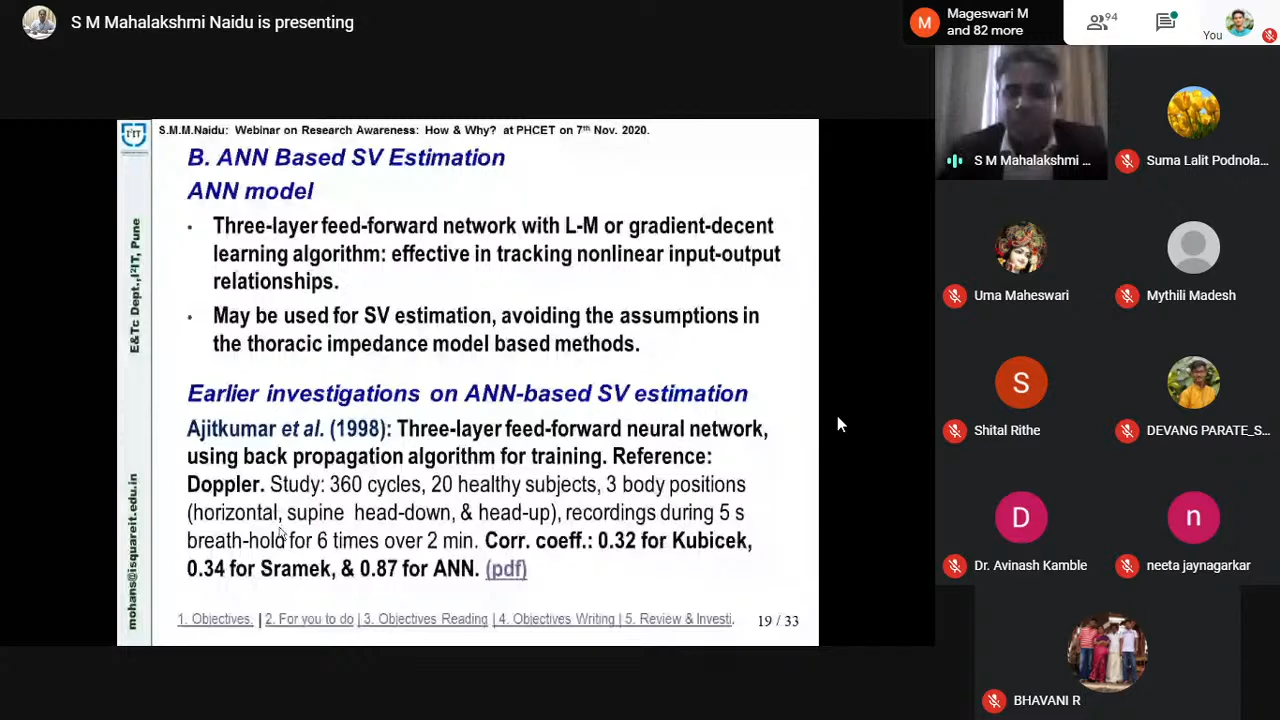 S M Mahalakshmi Naidu is presenting
M
Mageswari M
and 82 more
94
You
I²IT
S.M.M.Naidu: Webinar on Research Awareness: How & Why? at PHCET on 7th Nov. 2020.
B. ANN Based SV Estimation
ANN model
• Three-layer feed-forward network with L-M or gradient-decent
learning algorithm: effective in tracking nonlinear input-output
relationships.
• May be used for SV estimation, avoiding the assumptions in
the thoracic impedance model based methods.
Earlier investigations on ANN-based SV estimation
Ajitkumar et al. (1998): Three-layer feed-forward neural network,
using back propagation algorithm for training. Reference:
Doppler. Study: 360 cycles, 20 healthy subjects, 3 body positions
(horizontal, supine head-down, & head-up), recordings during 5 s
breath-hold for 6 times over 2 min. Corr. coeff.: 0.32 for Kubicek,
0.34 for Sramek, & 0.87 for ANN. (pdf)
1. Objectives. | 2. For you to do | 3. Objectives Reading | 4. Objectives Writing | 5. Review & Investi.
19 / 33
E&Tc Dept.,I²IT, Pune
mohans@isquareit.edu.in
S M Mahalakshmi ...
Suma Lalit Podnola...
Uma Maheswari
Mythili Madesh
S
Shital Rithe
DEVANG PARATE_S...
D
Dr. Avinash Kamble
n
neeta jaynagarkar
BHAVANI R